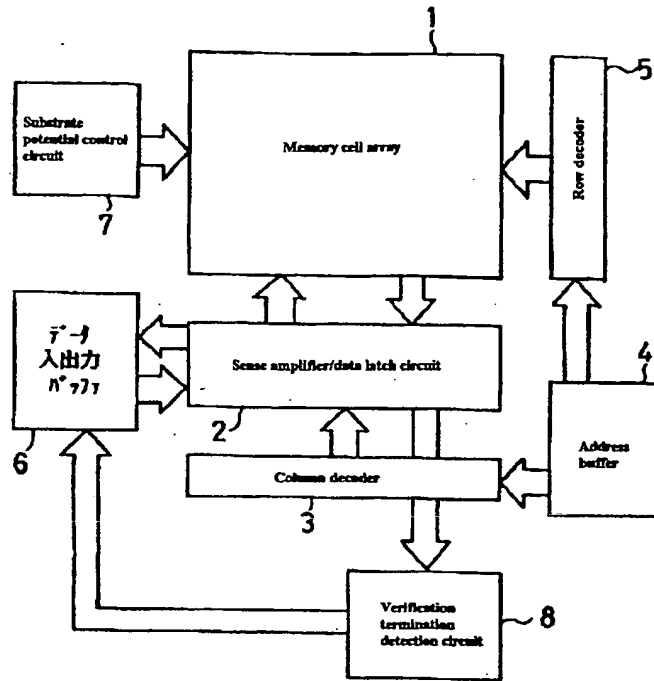 1
5
Substrate
potential control
circuit
Memory cell array
Row decoder
7
データ
入出力
バッファ
Sense amplifier/data latch circuit
4
6
2
Address
buffer
Column decoder
3
Verification
termination
detection circuit
8